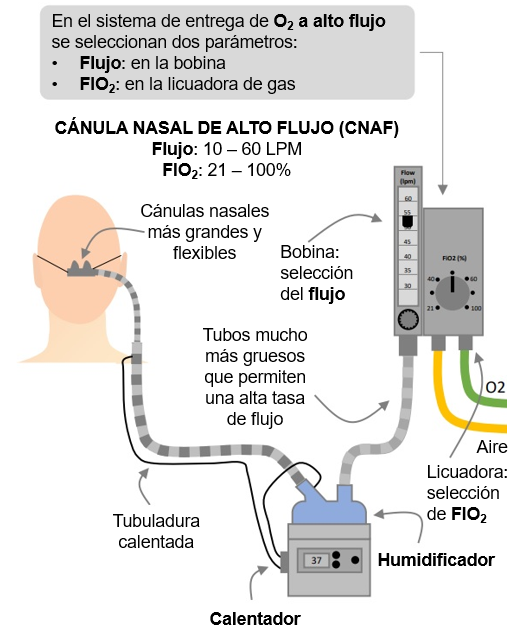 En el sistema de entrega de O₂ a alto flujo
se seleccionan dos parámetros:
• Flujo: en la bobina
• FIO₂: en la licuadora de gas
CÁNULA NASAL DE ALTO FLUJO (CNAF)
Flujo: 10 – 60 LPM
FIO₂: 21 – 100%
Cánulas nasales
más grandes y
flexibles
Bobina:
selección
del flujo
Flow
(lpm)
60
55
45
40
35
30
FiO2 (%)
40
60
21
100
Tubos mucho
más gruesos
que permiten
una alta tasa
de flujo
O2
Aire
Licuadora:
selección
de FIO₂
Tubuladura
calentada
37
Humidificador
Calentador